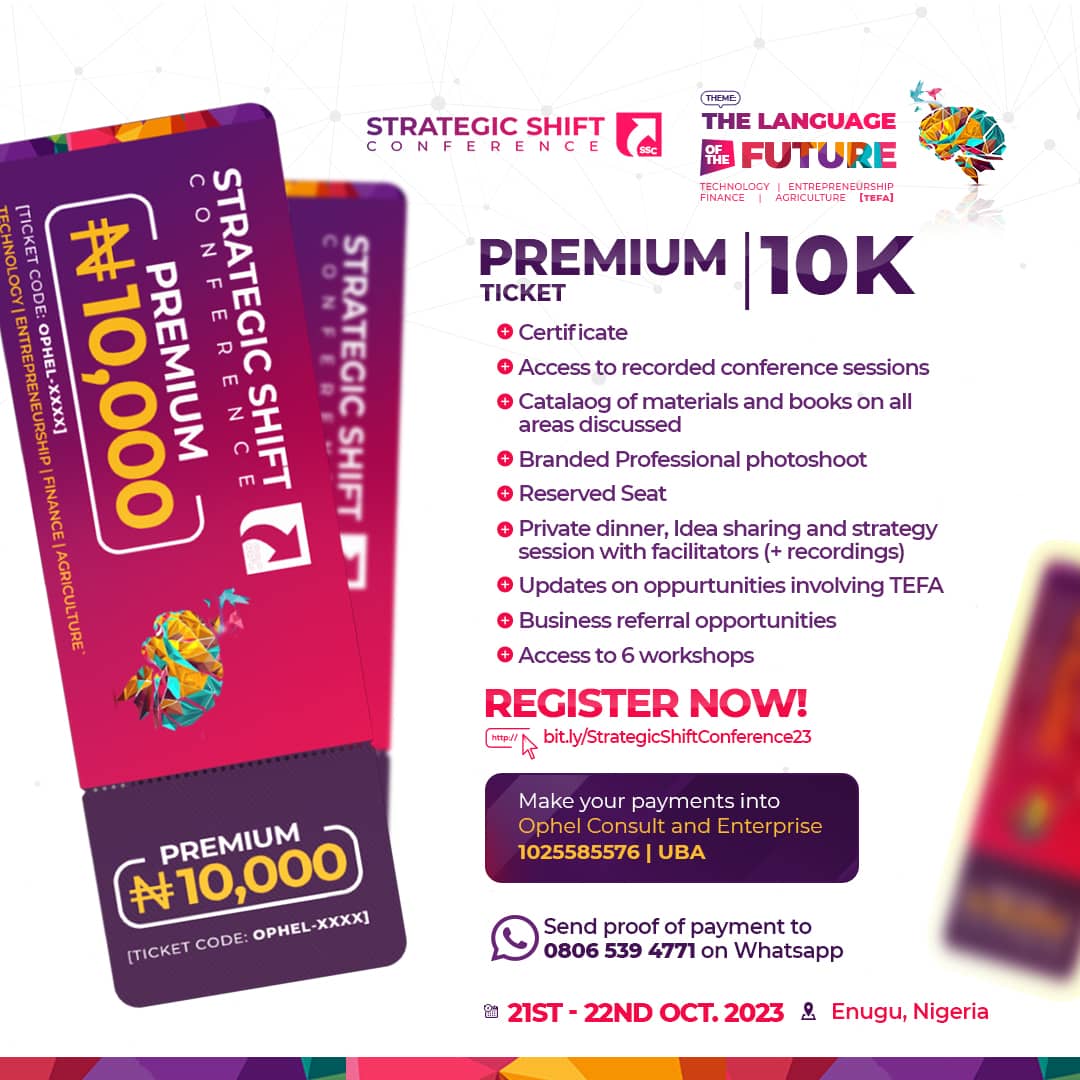 STRATEGIC SHIFT
CONFERENCE
SSC
THEME:
THE LANGUAGE
OF THE FUTURE
TECHNOLOGY | ENTREPRENEURSHIP
FINANCE | AGRICULTURE [TEFA]
STRATEGIC SHIFT
CONFERENCE
PREMIUM
₦10,000
[TICKET CODE: OPHEL-XXXX]
TECHNOLOGY | ENTREPRENEURSHIP | FINANCE | AGRICULTURE`
STRATEGIC SHIFT
CONFERENCE
PREMIUM
₦10,000
[TICKET CODE: OPHEL-XXXX]
PREMIUM
TICKET
10K
Certificate
Access to recorded conference sessions
Catalaog of materials and books on all
areas discussed
Branded Professional photoshoot
Reserved Seat
Private dinner, Idea sharing and strategy
session with facilitators (+ recordings)
Updates on oppurtunities involving TEFA
Business referral opportunities
Access to 6 workshops
REGISTER NOW!
http://
bit.ly/StrategicShiftConference23
Make your payments into
Ophel Consult and Enterprise
1025585576 | UBA
Send proof of payment to
0806 539 4771 on Whatsapp
21ST - 22ND OCT. 2023
Enugu, Nigeria